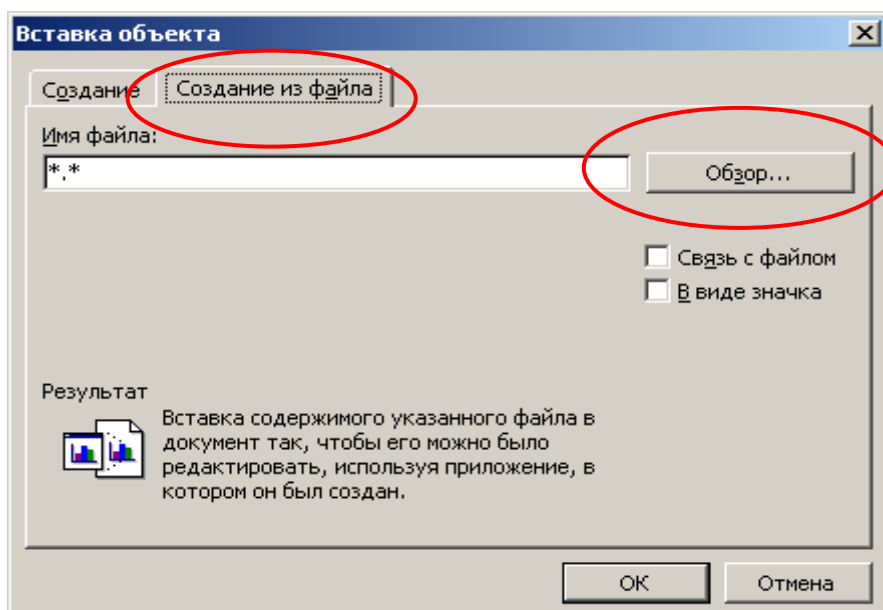 Вставка объекта
Создание
Создание из файла
Имя файла:
*.*
Обзор...
Связь с файлом
В виде значка
Результат
Вставка содержимого указанного файла в
документ так, чтобы его можно было
редактировать, используя приложение, в
котором он был создан.
ОК
Отмена